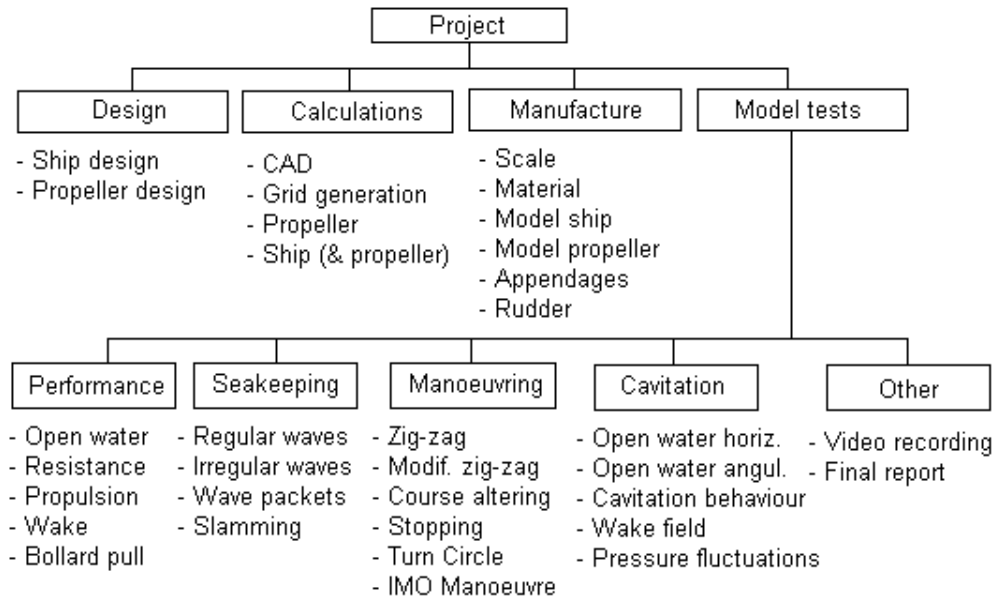 Project
Design
- Ship design
- Propeller design
Calculations
- CAD
- Grid generation
- Propeller
- Ship (& propeller)
Manufacture
- Scale
- Material
- Model ship
- Model propeller
- Appendages
- Rudder
Model tests
Performance
- Open water
- Resistance
- Propulsion
- Wake
- Bollard pull
Seakeeping
- Regular waves
- Irregular waves
- Wave packets
- Slamming
Manoeuvring
- Zig-zag
- Modif. zig-zag
- Course altering
- Stopping
- Turn Circle
- IMO Manoeuvre
Cavitation
- Open water horiz.
- Open water angul.
- Cavitation behaviour
- Wake field
- Pressure fluctuations
Other
- Video recording
- Final report